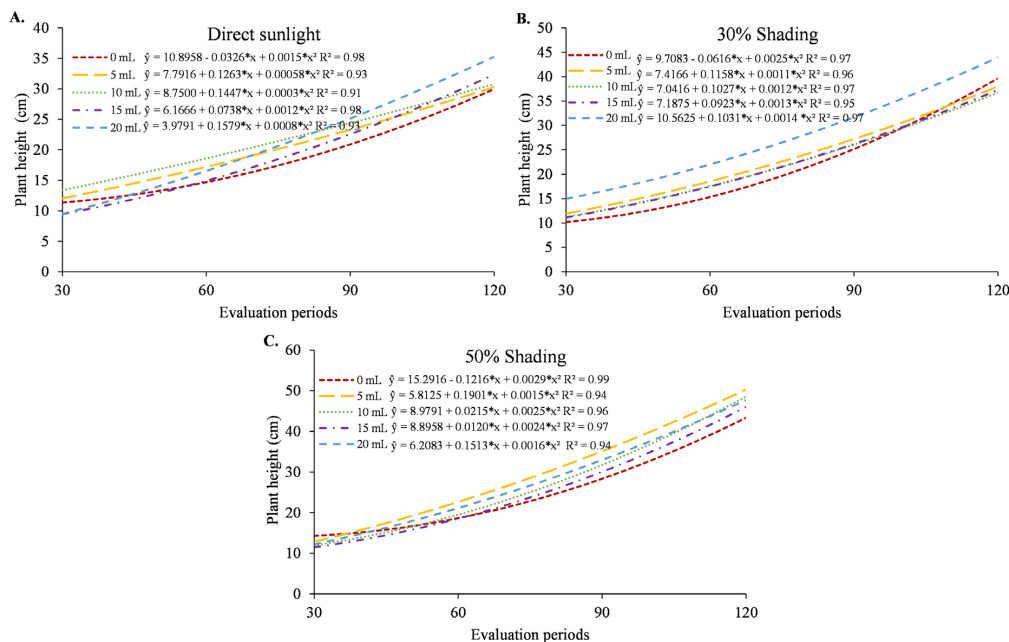 A.
Direct sunlight
0 mL ŷ = 10.8958 - 0.0326*x + 0.0015*x² R² = 0.98
5 mL ŷ = 7.7916 + 0.1263*x + 0.00058*x² R² = 0.93
10 mL ŷ = 8.7500 + 0.1447*x + 0.0003*x² R² = 0.91
15 mL ŷ = 6.1666 + 0.0738*x + 0.0012*x² R² = 0.98
20 mL ŷ = 3.9791 + 0.1579*x + 0.0008*x² R² = 0.93
Plant height (cm)
40
35
30
25
20
15
10
5
0
30 60 90 120
Evaluation periods
B.
30% Shading
0 mL ŷ = 9.7083 - 0.0616*x + 0.0025*x² R² = 0.97
5 mL ŷ = 7.4166 + 0.1158*x + 0.0011*x² R² = 0.96
10 mL ŷ = 7.0416 + 0.1027*x + 0.0012*x² R² = 0.97
15 mL ŷ = 7.1875 + 0.0923*x + 0.0013*x² R² = 0.95
20 mL ŷ = 10.5625 + 0.1031*x + 0.0014 *x² R² = 0.97
Plant height (cm)
50
45
40
35
30
25
20
15
10
5
0
30 60 90 120
Evaluation periods
C.
50% Shading
0 mL ŷ = 15.2916 - 0.1216*x + 0.0029*x² R² = 0.99
5 mL ŷ = 5.8125 + 0.1901*x + 0.0015*x² R² = 0.94
10 mL ŷ = 8.9791 + 0.0215*x + 0.0025*x² R² = 0.96
15 mL ŷ = 8.8958 + 0.0120*x + 0.0024*x² R² = 0.97
20 mL ŷ = 6.2083 + 0.1513*x + 0.0016*x² R² = 0.94
Plant height (cm)
60
50
40
30
20
10
0
30 60 90 120
Evaluation periods